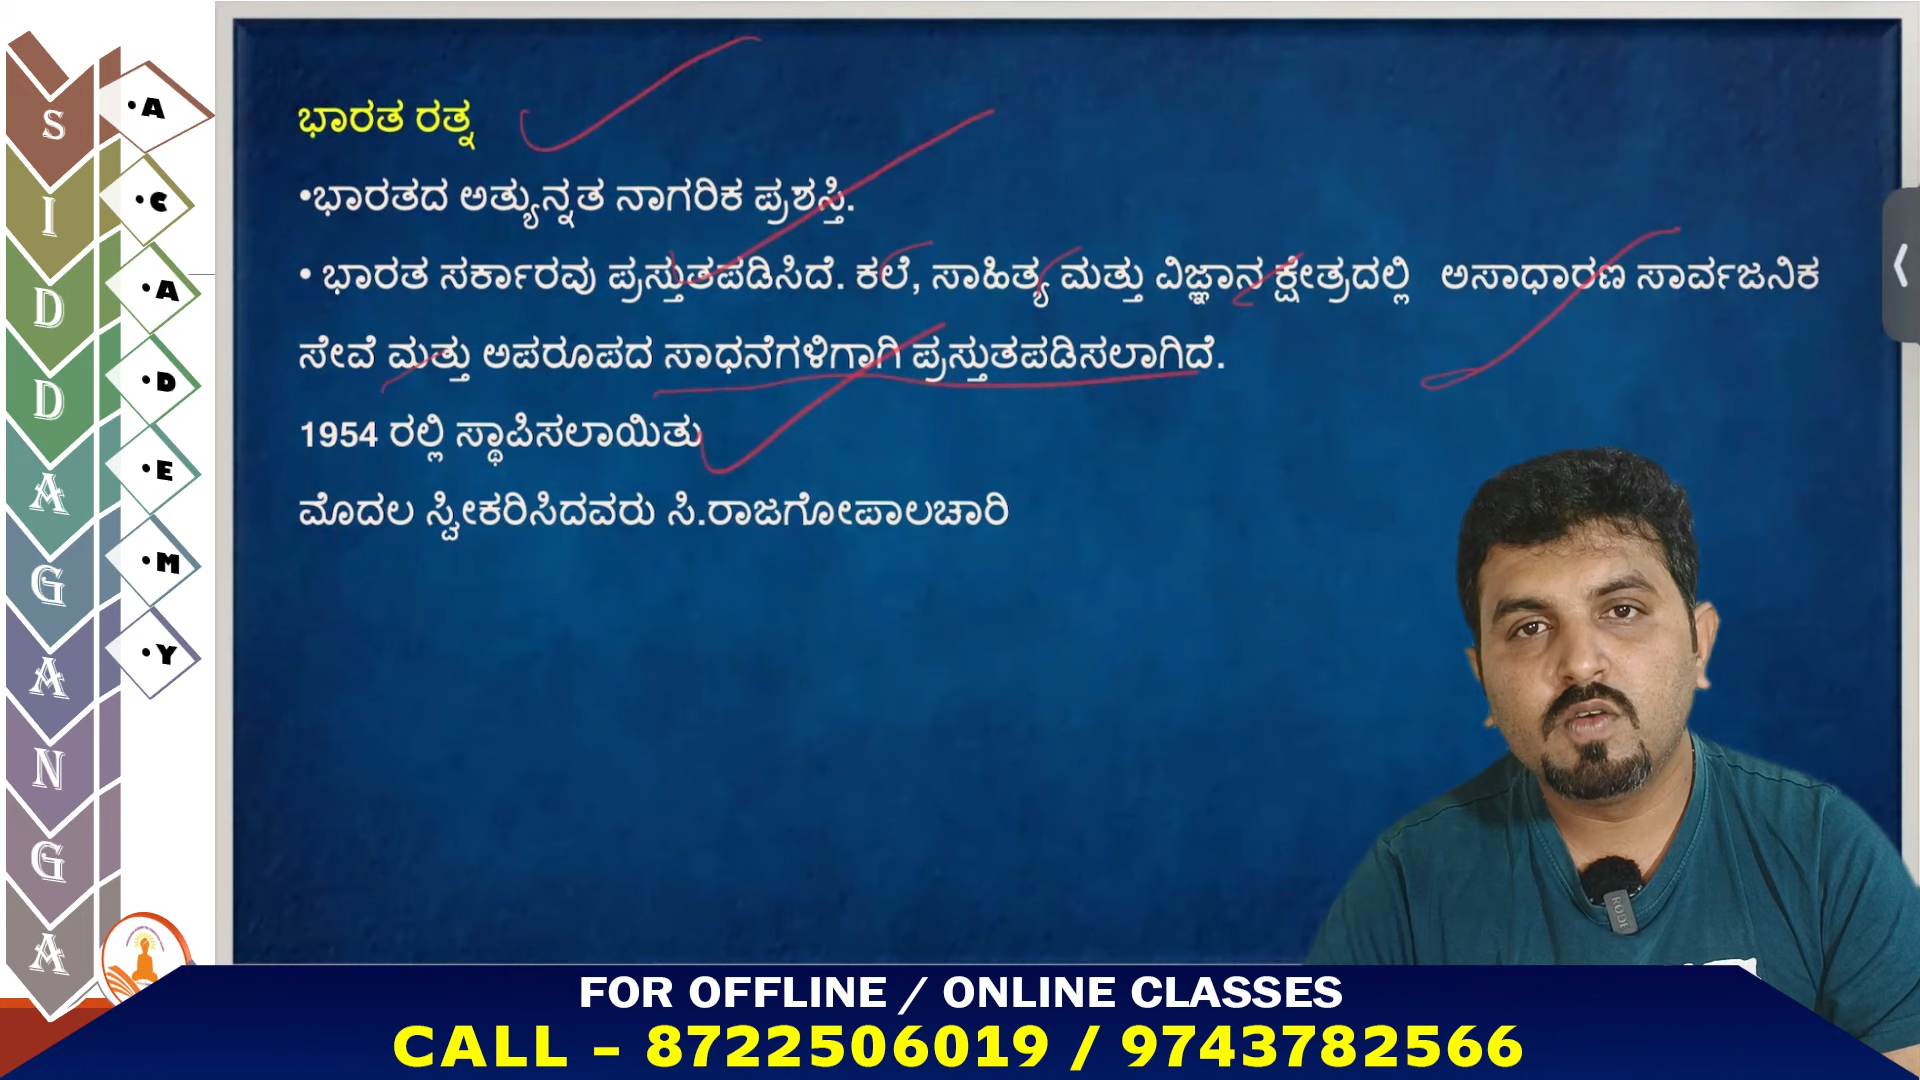 S
I
D
D
A
G
A
N
G
A
•A
•C
•A
•D
•E
•M
•Y
ಭಾರತ ರತ್ನ
•ಭಾರತದ ಅತ್ಯುನ್ನತ ನಾಗರಿಕ ಪ್ರಶಸ್ತಿ.
• ಭಾರತ ಸರ್ಕಾರವು ಪ್ರಸ್ತುತಪಡಿಸಿದೆ. ಕಲೆ, ಸಾಹಿತ್ಯ ಮತ್ತು ವಿಜ್ಞಾನ ಕ್ಷೇತ್ರದಲ್ಲಿ ಅಸಾಧಾರಣ ಸಾರ್ವಜನಿಕ
ಸೇವೆ ಮತ್ತು ಅಪರೂಪದ ಸಾಧನೆಗಳಿಗಾಗಿ ಪ್ರಸ್ತುತಪಡಿಸಲಾಗಿದೆ.
1954 ರಲ್ಲಿ ಸ್ಥಾಪಿಸಲಾಯಿತು
ಮೊದಲ ಸ್ವೀಕರಿಸಿದವರು ಸಿ.ರಾಜಗೋಪಾಲಚಾರಿ
RODE
FOR OFFLINE / ONLINE CLASSES
CALL – 8722506019 / 9743782566